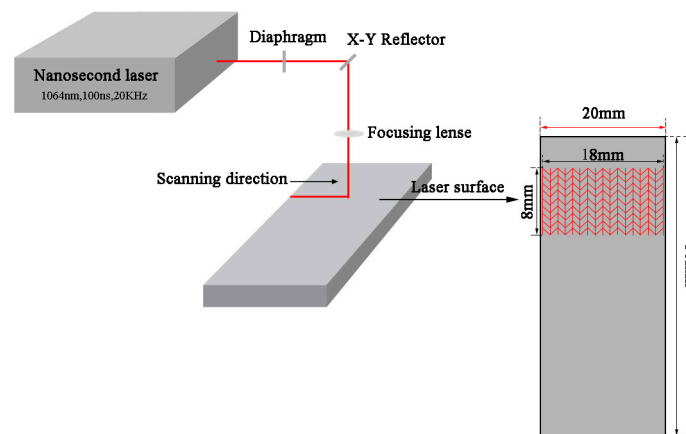 Diaphragm
X-Y Reflector
Nanosecond laser
1064nm,100ns,20KHz
Focusing lense
Scanning direction
Laser surface
20mm
18mm
8mm